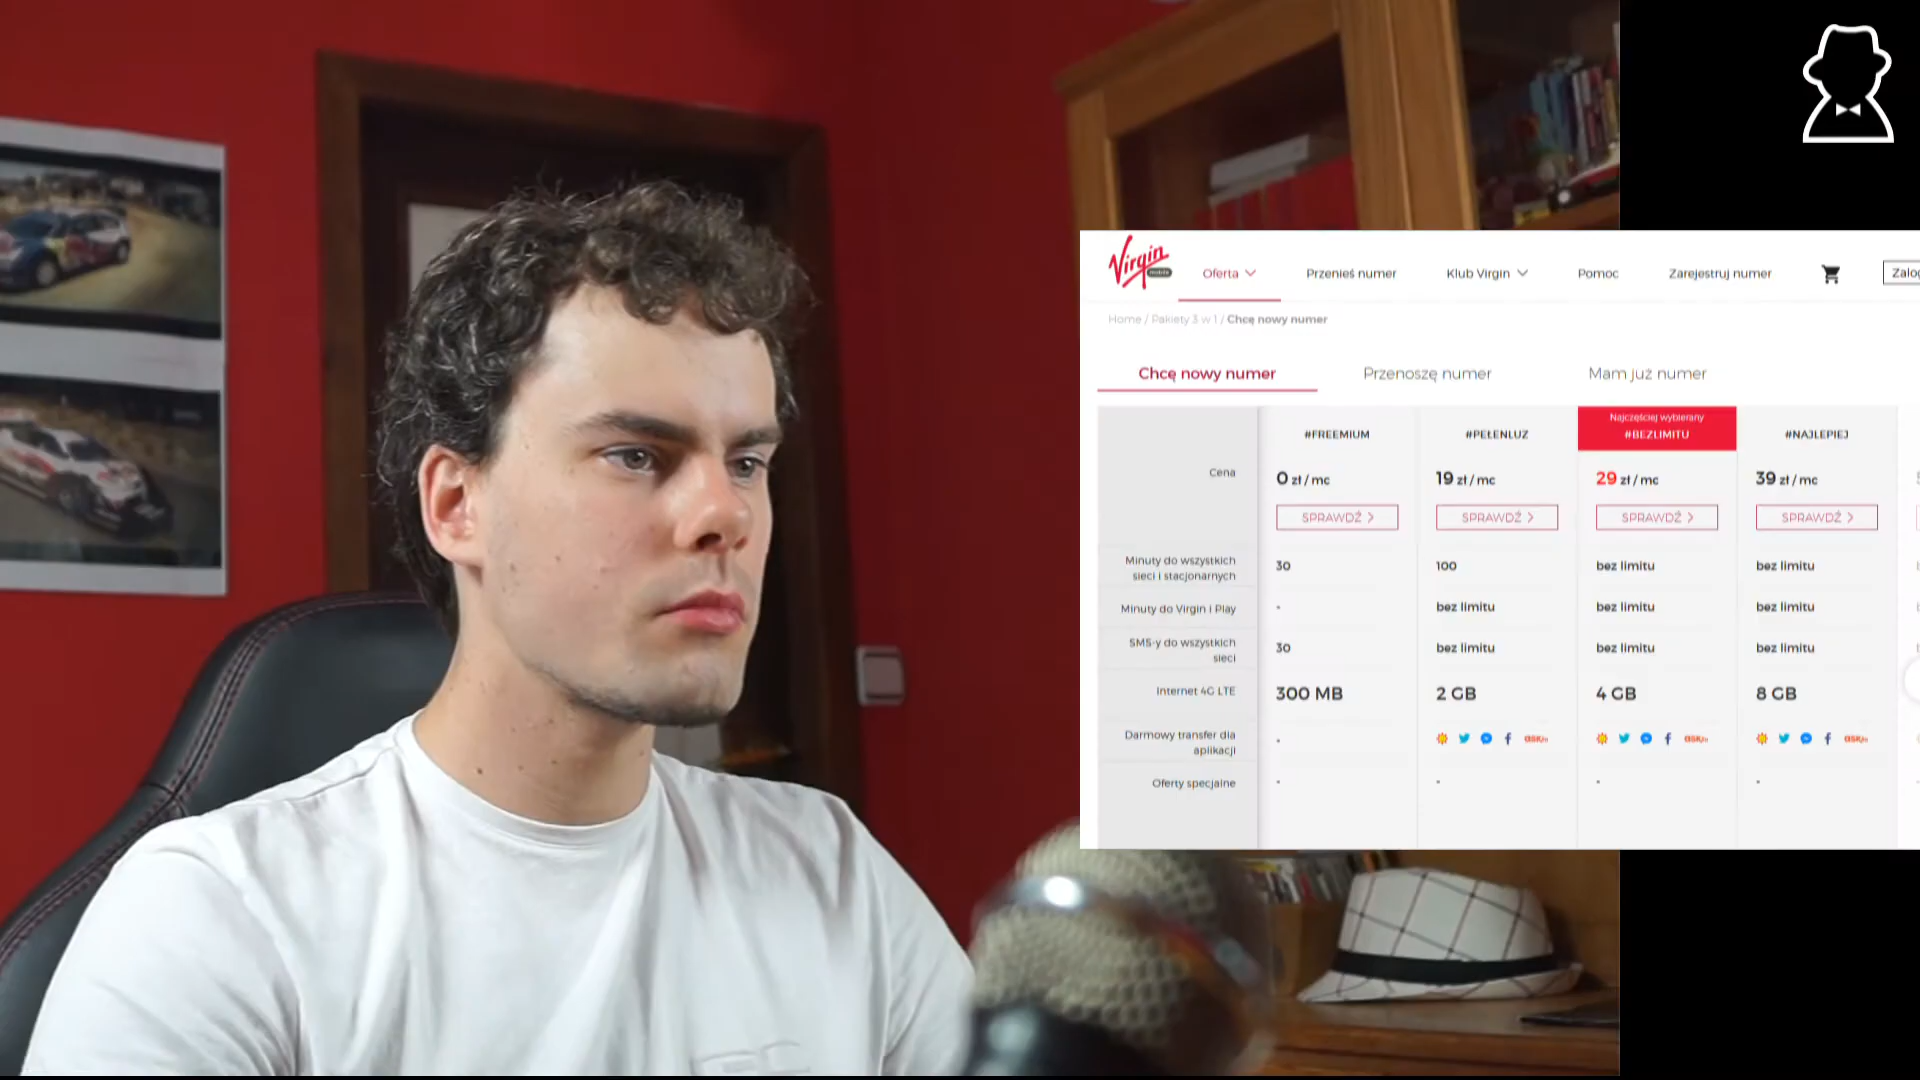 Virgin
mobile
Oferta
Przenieś numer
Klub Virgin
Pomoc
Zarejestruj numer
Home / Pakiety 3 w 1 / Chcę nowy numer
Chcę nowy numer
Przenoszę numer
Mam już numer
Najczęściej wybierany
#FREEMIUM
#PEŁENLUZ
#BEZLIMITU
#NAJLEPIEJ
Cena
0 zł / mc
19 zł / mc
29 zł / mc
39 zł / mc
SPRAWDŹ
SPRAWDŹ
SPRAWDŹ
SPRAWDŹ
Minuty do wszystkich
sieci i stacjonarnych
30
100
bez limitu
bez limitu
Minuty do Virgin i Play
-
bez limitu
bez limitu
bez limitu
SMS-y do wszystkich
sieci
30
bez limitu
bez limitu
bez limitu
Internet 4G LTE
300 MB
2 GB
4 GB
8 GB
Darmowy transfer dla
aplikacji
-
ASKfm
ASKfm
ASKfm
Oferty specjalne
-
-
-
-